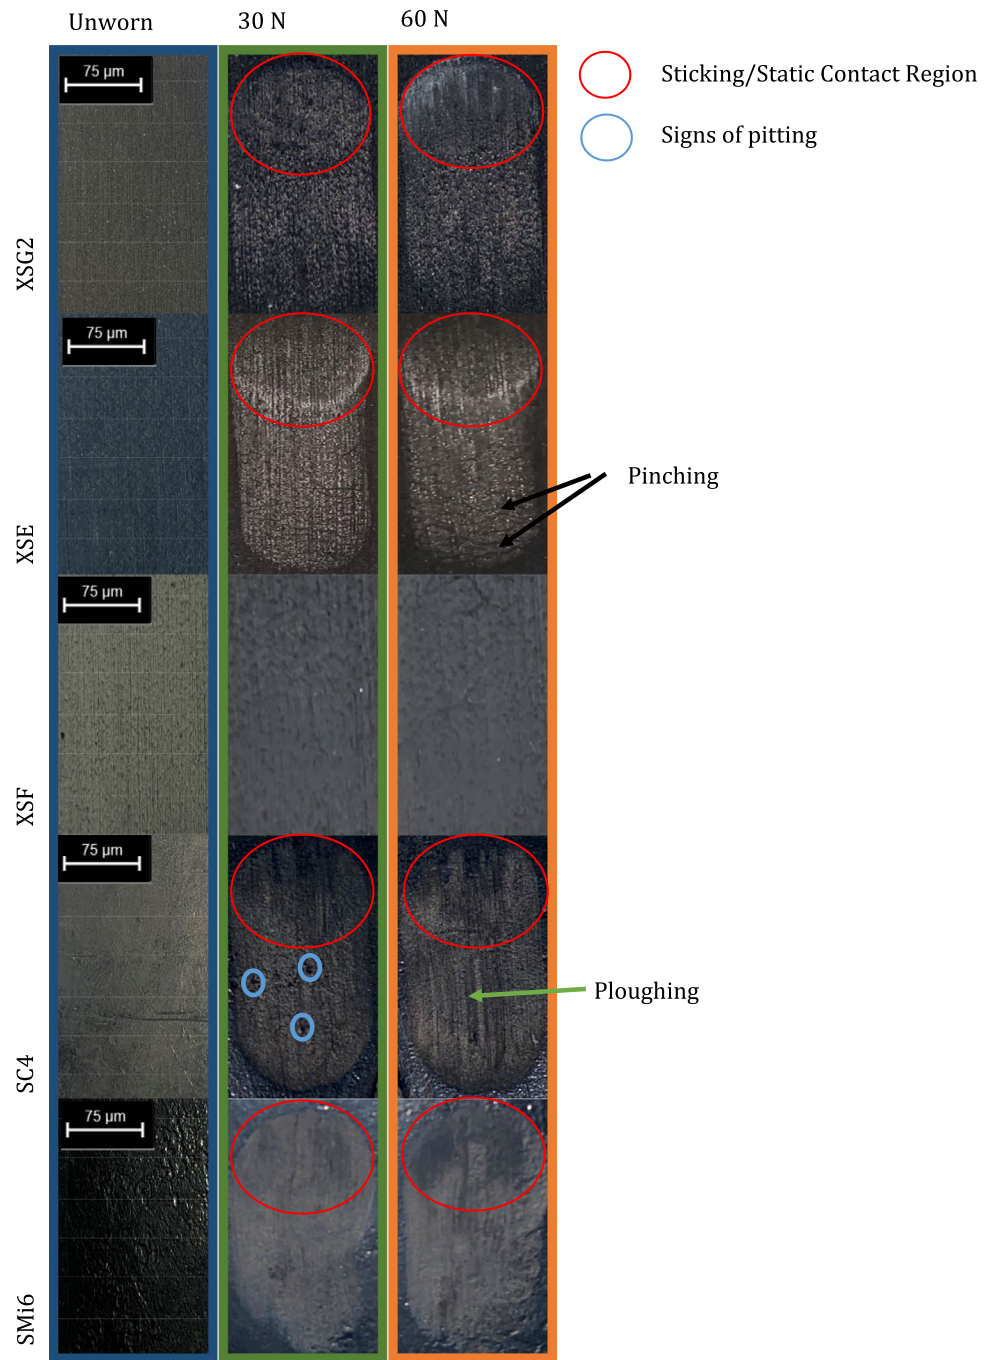 Unworn
30 N
60 N
75 µm
Sticking/Static Contact Region
Signs of pitting
XSG2
75 µm
Pinching
XSE
75 µm
XSF
75 µm
Ploughing
SC4
75 µm
SMi6